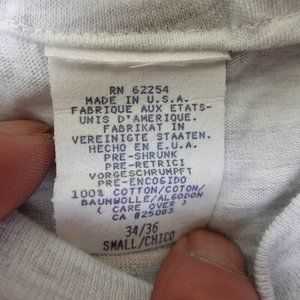 RN 62254
MADE IN U.S.A.
FABRIQUE AUX ETATS-
UNIS D'AMERIQUE.
FABRIKAT IN
VEREINIGTE STAATEN.
HECHO EN E.U.A.
PRE-SHRUNK
PRE-RETRICI
VORGESCHRUMPFT
PRE-ENCOGIDO
100% COTTON/COTON/
BAUMWOLLE/ALGODON
( CARE OVER )
CA #25083
34/36
SMALL/CHICO